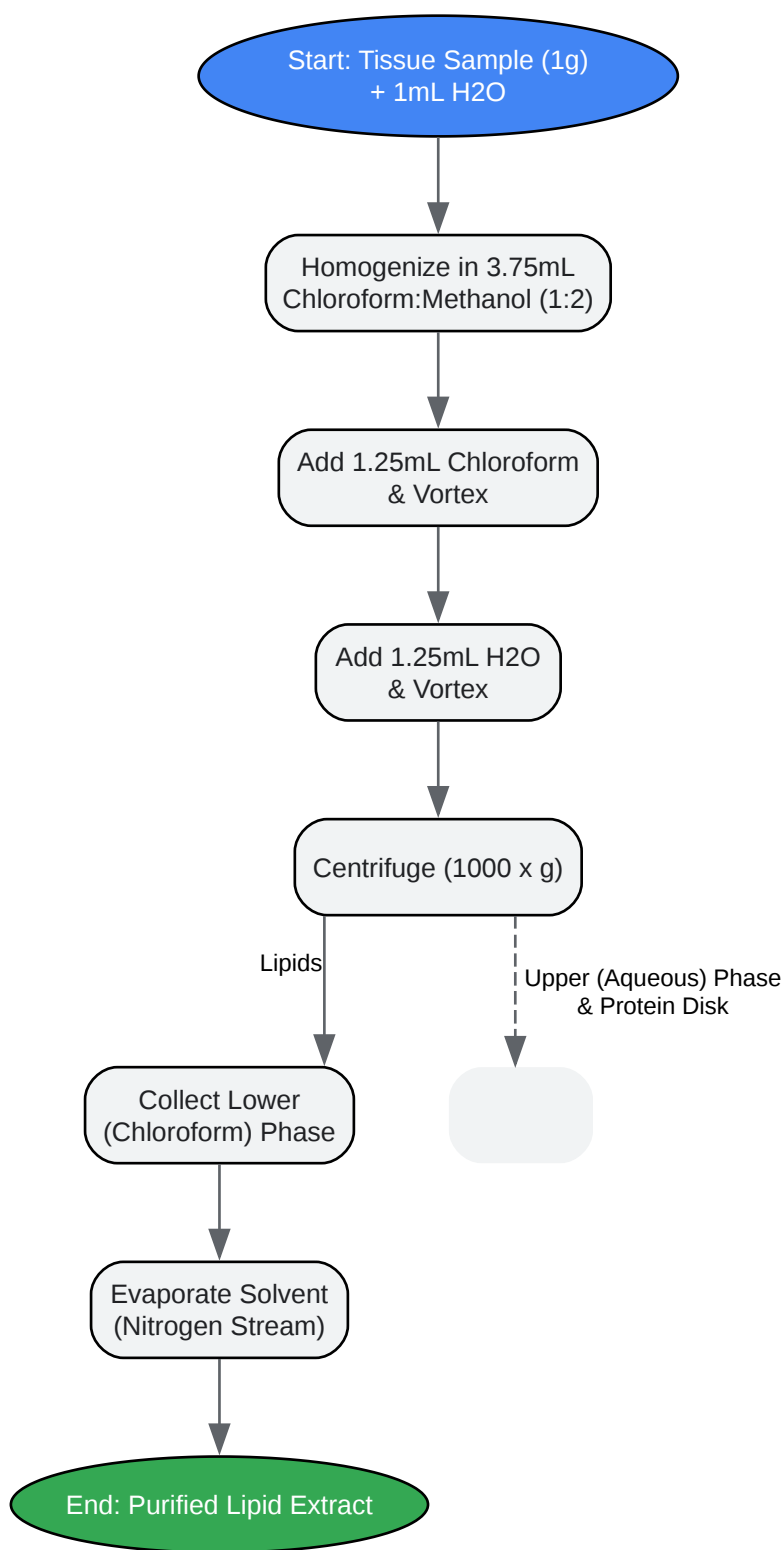 Start: Tissue Sample (1g)
+ 1mL H2O
Homogenize in 3.75mL
Chloroform:Methanol (1:2)
Add 1.25mL Chloroform
& Vortex
Add 1.25mL H2O
& Vortex
Centrifuge (1000 x g)
Lipids
Upper (Aqueous) Phase
& Protein Disk
Collect Lower
(Chloroform) Phase
Evaporate Solvent
(Nitrogen Stream)
End: Purified Lipid Extract